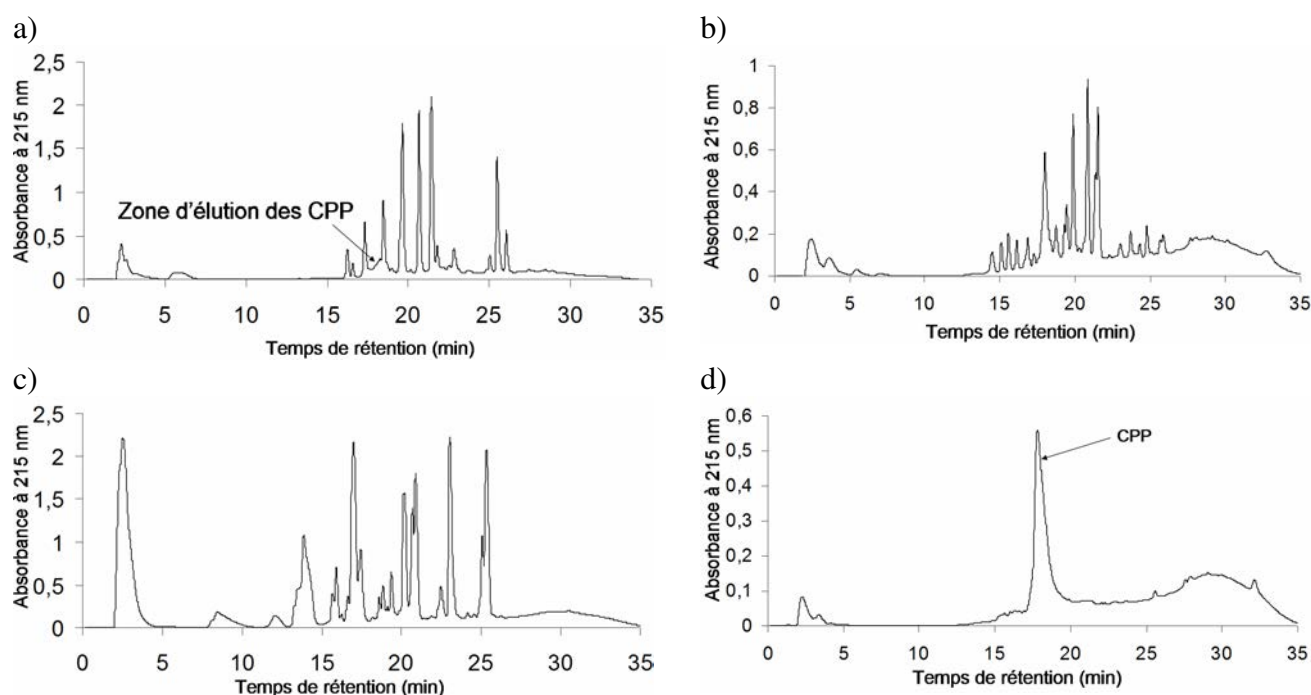 a)
2,5
2
1,5
1
0,5
0
Absorbance à 215 nm
Zone d'élution des CPP
0 5 10 15 20 25 30 35
Temps de rétention (min)
b)
1
0,8
0,6
0,4
0,2
0
Absorbance à 215 nm
0 5 10 15 20 25 30 35
Temps de rétention (min)
c)
2,5
2
1,5
1
0,5
0
Absorbance à 215 nm
0 5 10 15 20 25 30 35
Temps de rétention (min)
d)
0,6
0,5
0,4
0,3
0,2
0,1
0
Absorbance à 215 nm
CPP
0 5 10 15 20 25 30 35
Temps de rétention (min)